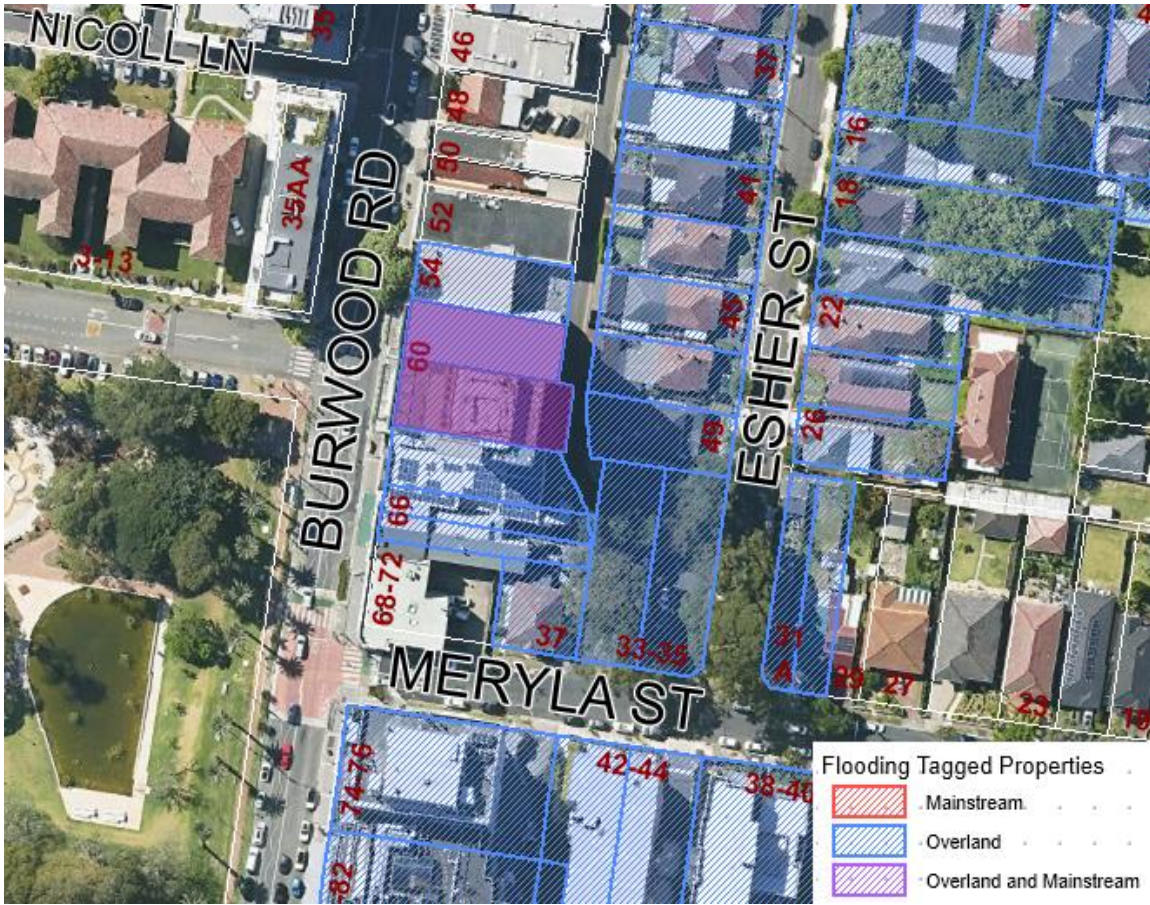 NICOLL LN
35
46
48
50
52
54
60
66
68-72
35AA
3-13
BURWOOD RD
37
41
45
49
16
18
22
26
ESHER ST
37
33-35
31
A
29
27
23
19
MERYLA ST
74-76
-82
42-44
38-40
Flooding Tagged Properties
Mainstream
Overland
Overland and Mainstream